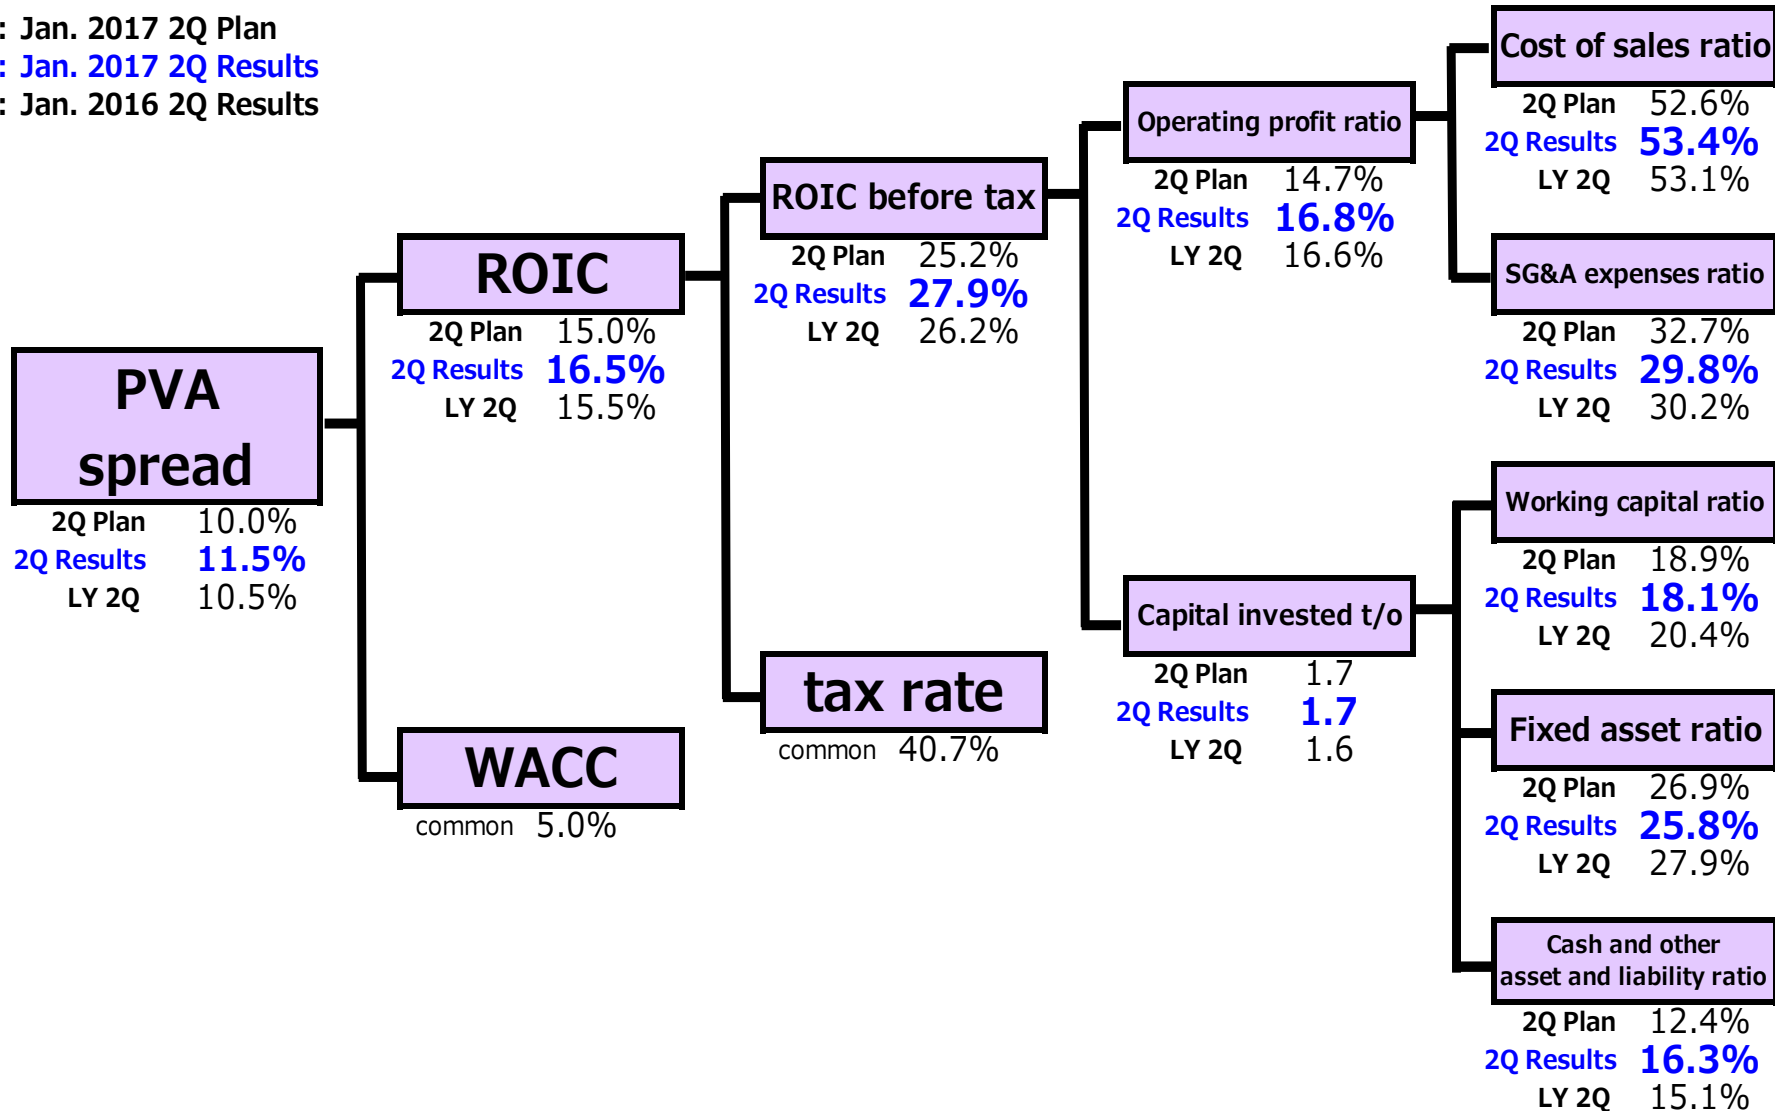 : Jan. 2017 2Q Plan
: Jan. 2017 2Q Results
: Jan. 2016 2Q Results
PVA
spread
2Q Plan 10.0%
2Q Results 11.5%
LY 2Q 10.5%
ROIC
2Q Plan 15.0%
2Q Results 16.5%
LY 2Q 15.5%
WACC
common 5.0%
ROIC before tax
2Q Plan 25.2%
2Q Results 27.9%
LY 2Q 26.2%
tax rate
common 40.7%
Operating profit ratio
2Q Plan 14.7%
2Q Results 16.8%
LY 2Q 16.6%
Capital invested t/o
2Q Plan 1.7
2Q Results 1.7
LY 2Q 1.6
Cost of sales ratio
2Q Plan 52.6%
2Q Results 53.4%
LY 2Q 53.1%
SG&A expenses ratio
2Q Plan 32.7%
2Q Results 29.8%
LY 2Q 30.2%
Working capital ratio
2Q Plan 18.9%
2Q Results 18.1%
LY 2Q 20.4%
Fixed asset ratio
2Q Plan 26.9%
2Q Results 25.8%
LY 2Q 27.9%
Cash and other
asset and liability ratio
2Q Plan 12.4%
2Q Results 16.3%
LY 2Q 15.1%